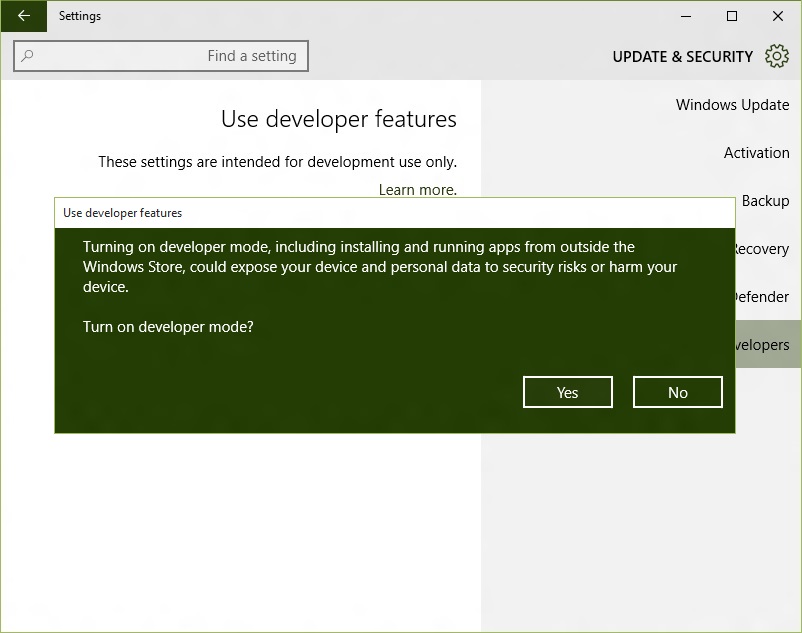 Settings
Find a setting
UPDATE & SECURITY
Use developer features
These settings are intended for development use only.
Learn more.
Windows Update
Activation
Backup
Recovery
Defender
velopers
Use developer features
Turning on developer mode, including installing and running apps from outside the
Windows Store, could expose your device and personal data to security risks or harm your
device.
Turn on developer mode?
Yes
No